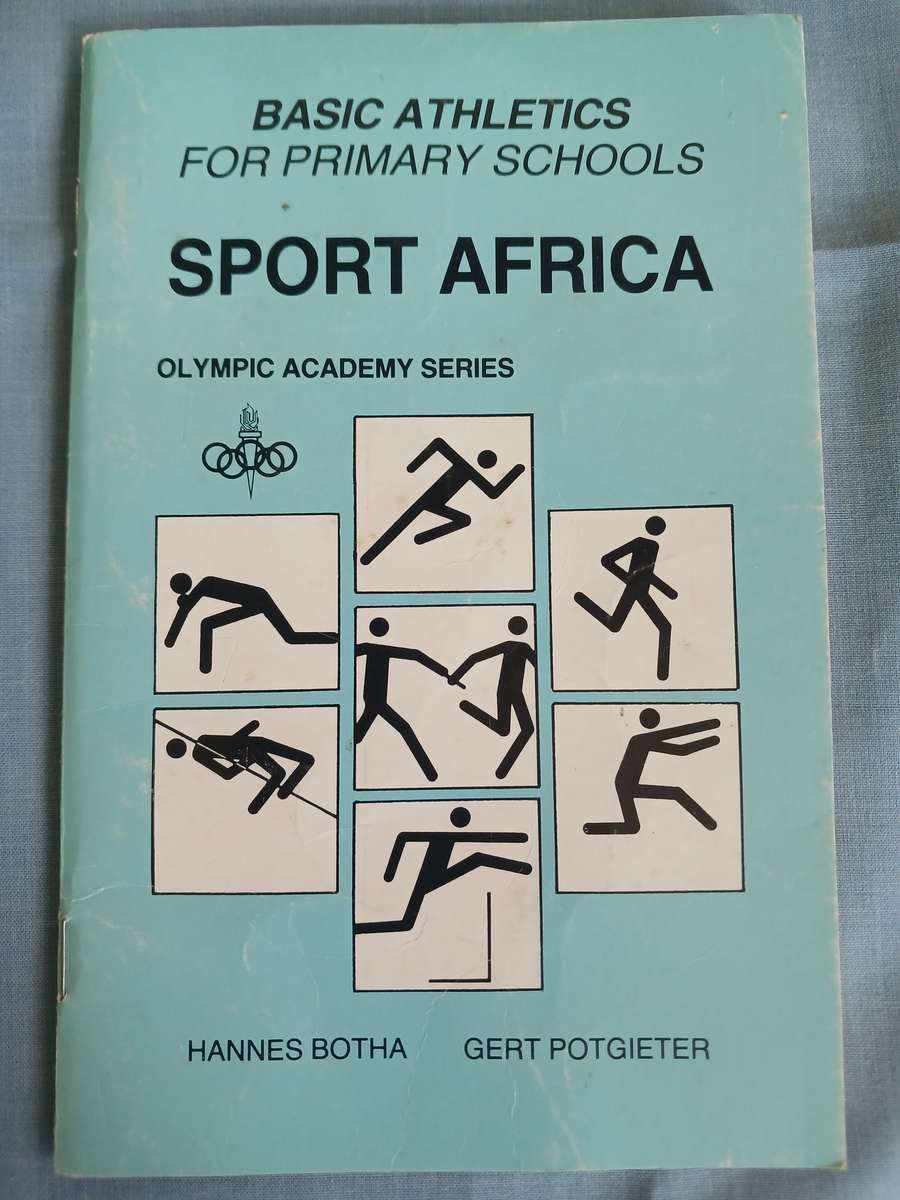 BASIC ATHLETICS
FOR PRIMARY SCHOOLS
SPORT AFRICA
OLYMPIC ACADEMY SERIES
HANNES BOTHA GERT POTGIETER